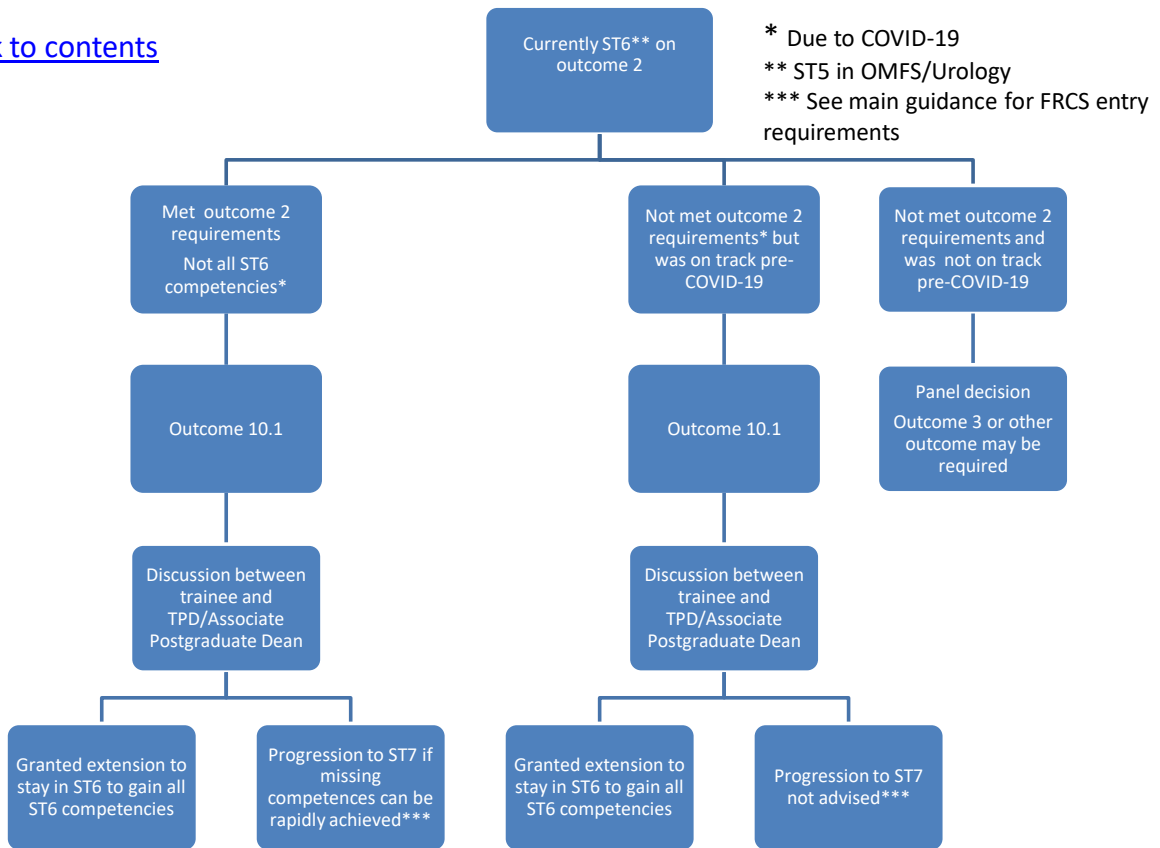 to contents
Currently ST6** on
outcome 2
* Due to COVID-19
** ST5 in OMFS/Urology
*** See main guidance for FRCS entry
requirements
Met outcome 2
requirements
Not all ST6
competencies*
Not met outcome 2
requirements* but
was on track pre-
COVID-19
Not met outcome 2
requirements and
was not on track
pre-COVID-19
Outcome 10.1
Outcome 10.1
Panel decision
Outcome 3 or other
outcome may be
required
Discussion between
trainee and
TPD/Associate
Postgraduate Dean
Discussion between
trainee and
TPD/Associate
Postgraduate Dean
Granted extension to
stay in ST6 to gain all
ST6 competencies
Progression to ST7 if
missing
competences can be
rapidly achieved***
Granted extension to
stay in ST6 to gain all
ST6 competencies
Progression to ST7
not advised***